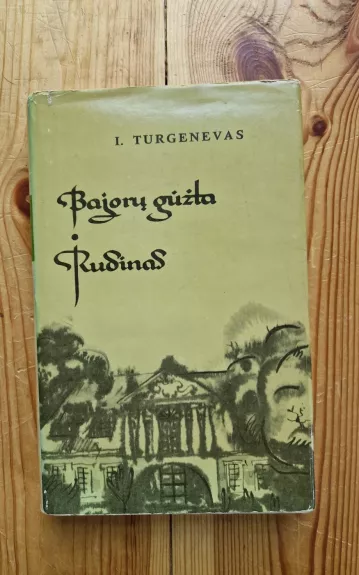 I. TURGENEVAS
Bajorų gūžta
Rudinas